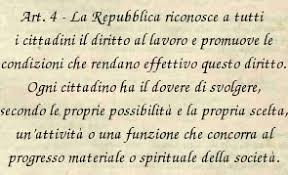 Art. 4 - La Repubblica riconosce a tutti
i cittadini il diritto al lavoro e promuove le
condizioni che rendano effettivo questo diritto.
Ogni cittadino ha il dovere di svolgere,
secondo le proprie possibilità e la propria scelta,
un'attività o una funzione che concorra al
progresso materiale o spirituale della società.